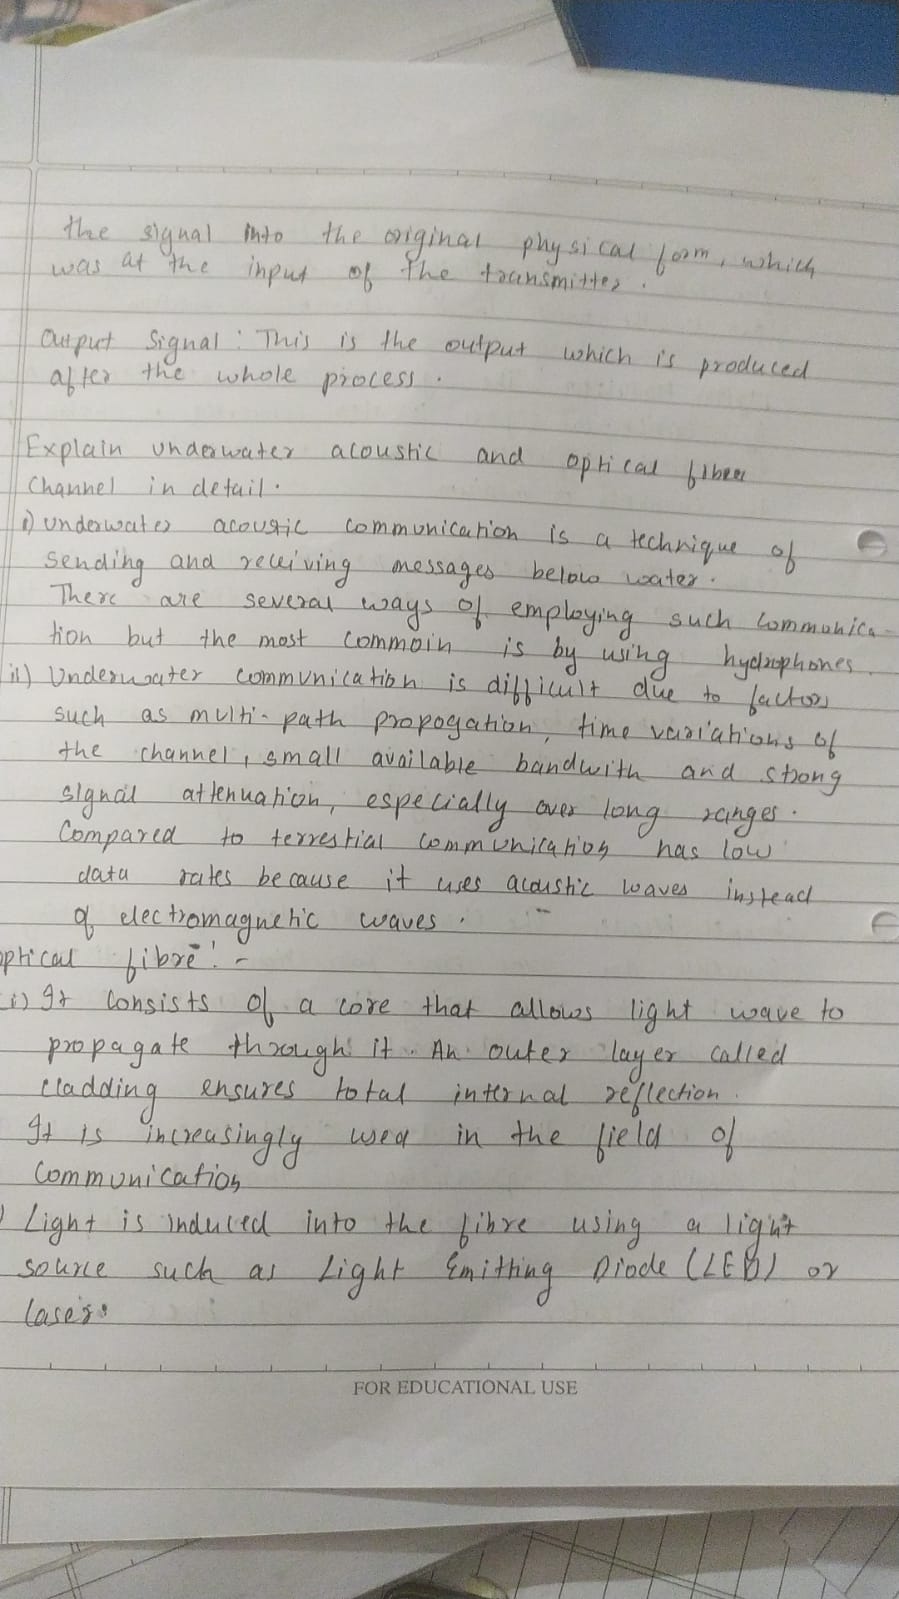 the signal into the original physical form, which
was at the input of the transmitter.
Output Signal: This is the output which is produced
after the whole process.
Explain underwater acoustic and optical fibee
Channel in detail.
i) underwater acoustic communication is a technique of
sending and receiving messages below water.
There are several ways of employing such communica-
tion but the most commoin is by using hydrophones.
ii) Underwater communication is difficult due to factors
such as multi-path propogation, time variations of
the channel, small available bandwith and strong
signal attenuation, especially over long ranges.
Compared to terrestial communication has low
data rates because it uses acoustic waves instead
of electromagnetic waves.
optical fibre:-
i) It consists of a core that allows light wave to
propagate through it. An outer layer called
cladding ensures total internal reflection.
It is increasingly used in the field of
Communication
) Light is induced into the fibre using a light
source such as Light Emitting Diode (LED) or
lasers.
FOR EDUCATIONAL USE